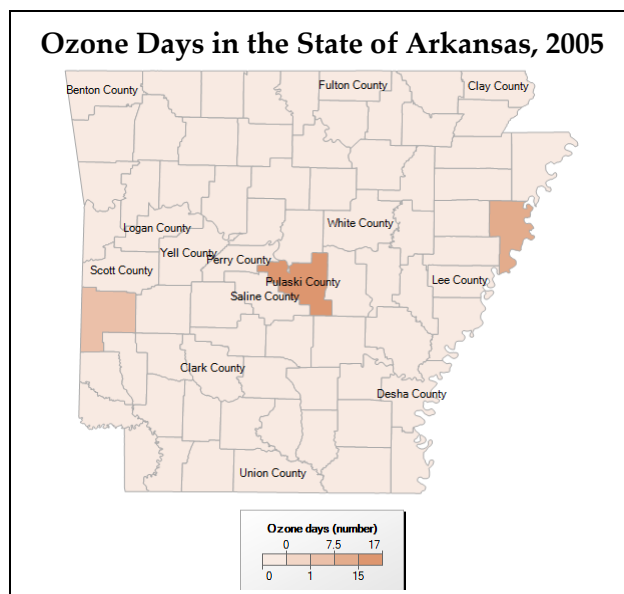 Ozone Days in the State of Arkansas, 2005
Benton County
Fulton County
Clay County
Logan County
White County
Yell County
Perry County
Scott County
Pulaski County
Lee County
Saline County
Clark County
Desha County
Union County
Ozone days (number)
0 7.5 17
0 1 15